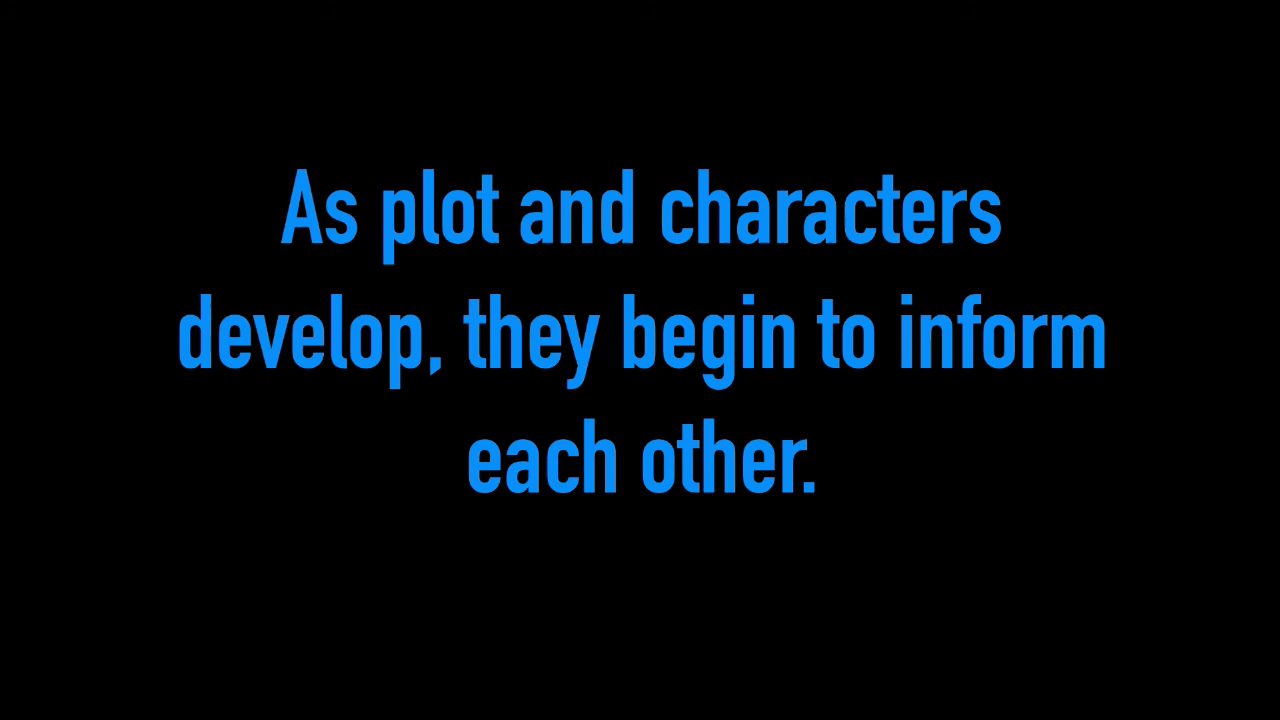 As plot and characters
develop, they begin to inform
each other.